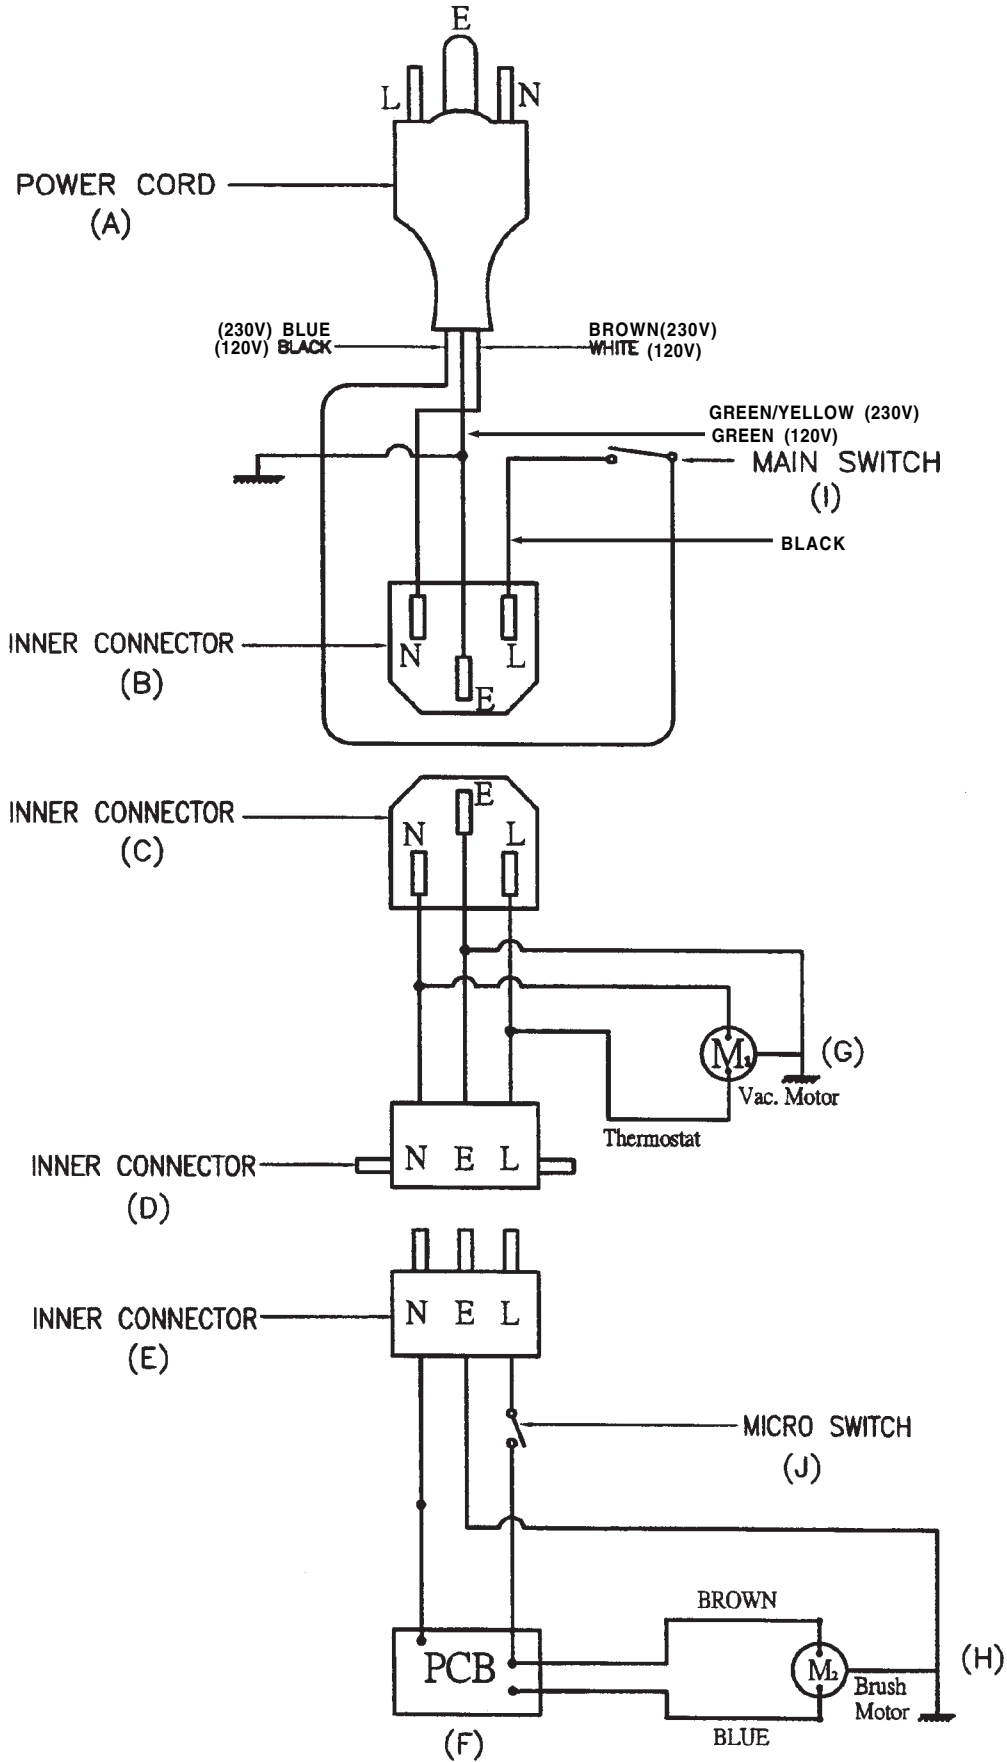 E
L
N
POWER CORD
(A)
(230V) BLUE
(120V) BLACK
BROWN(230V)
WHITE (120V)
GREEN/YELLOW (230V)
GREEN (120V)
MAIN SWITCH
(I)
BLACK
INNER CONNECTOR
(B)
N
L
E
INNER CONNECTOR
(C)
E
N
L
M1
(G)
Vac. Motor
Thermostat
INNER CONNECTOR
(D)
N E L
INNER CONNECTOR
(E)
N E L
MICRO SWITCH
(J)
BROWN
PCB
(F)
M2
(H)
Brush
Motor
BLUE